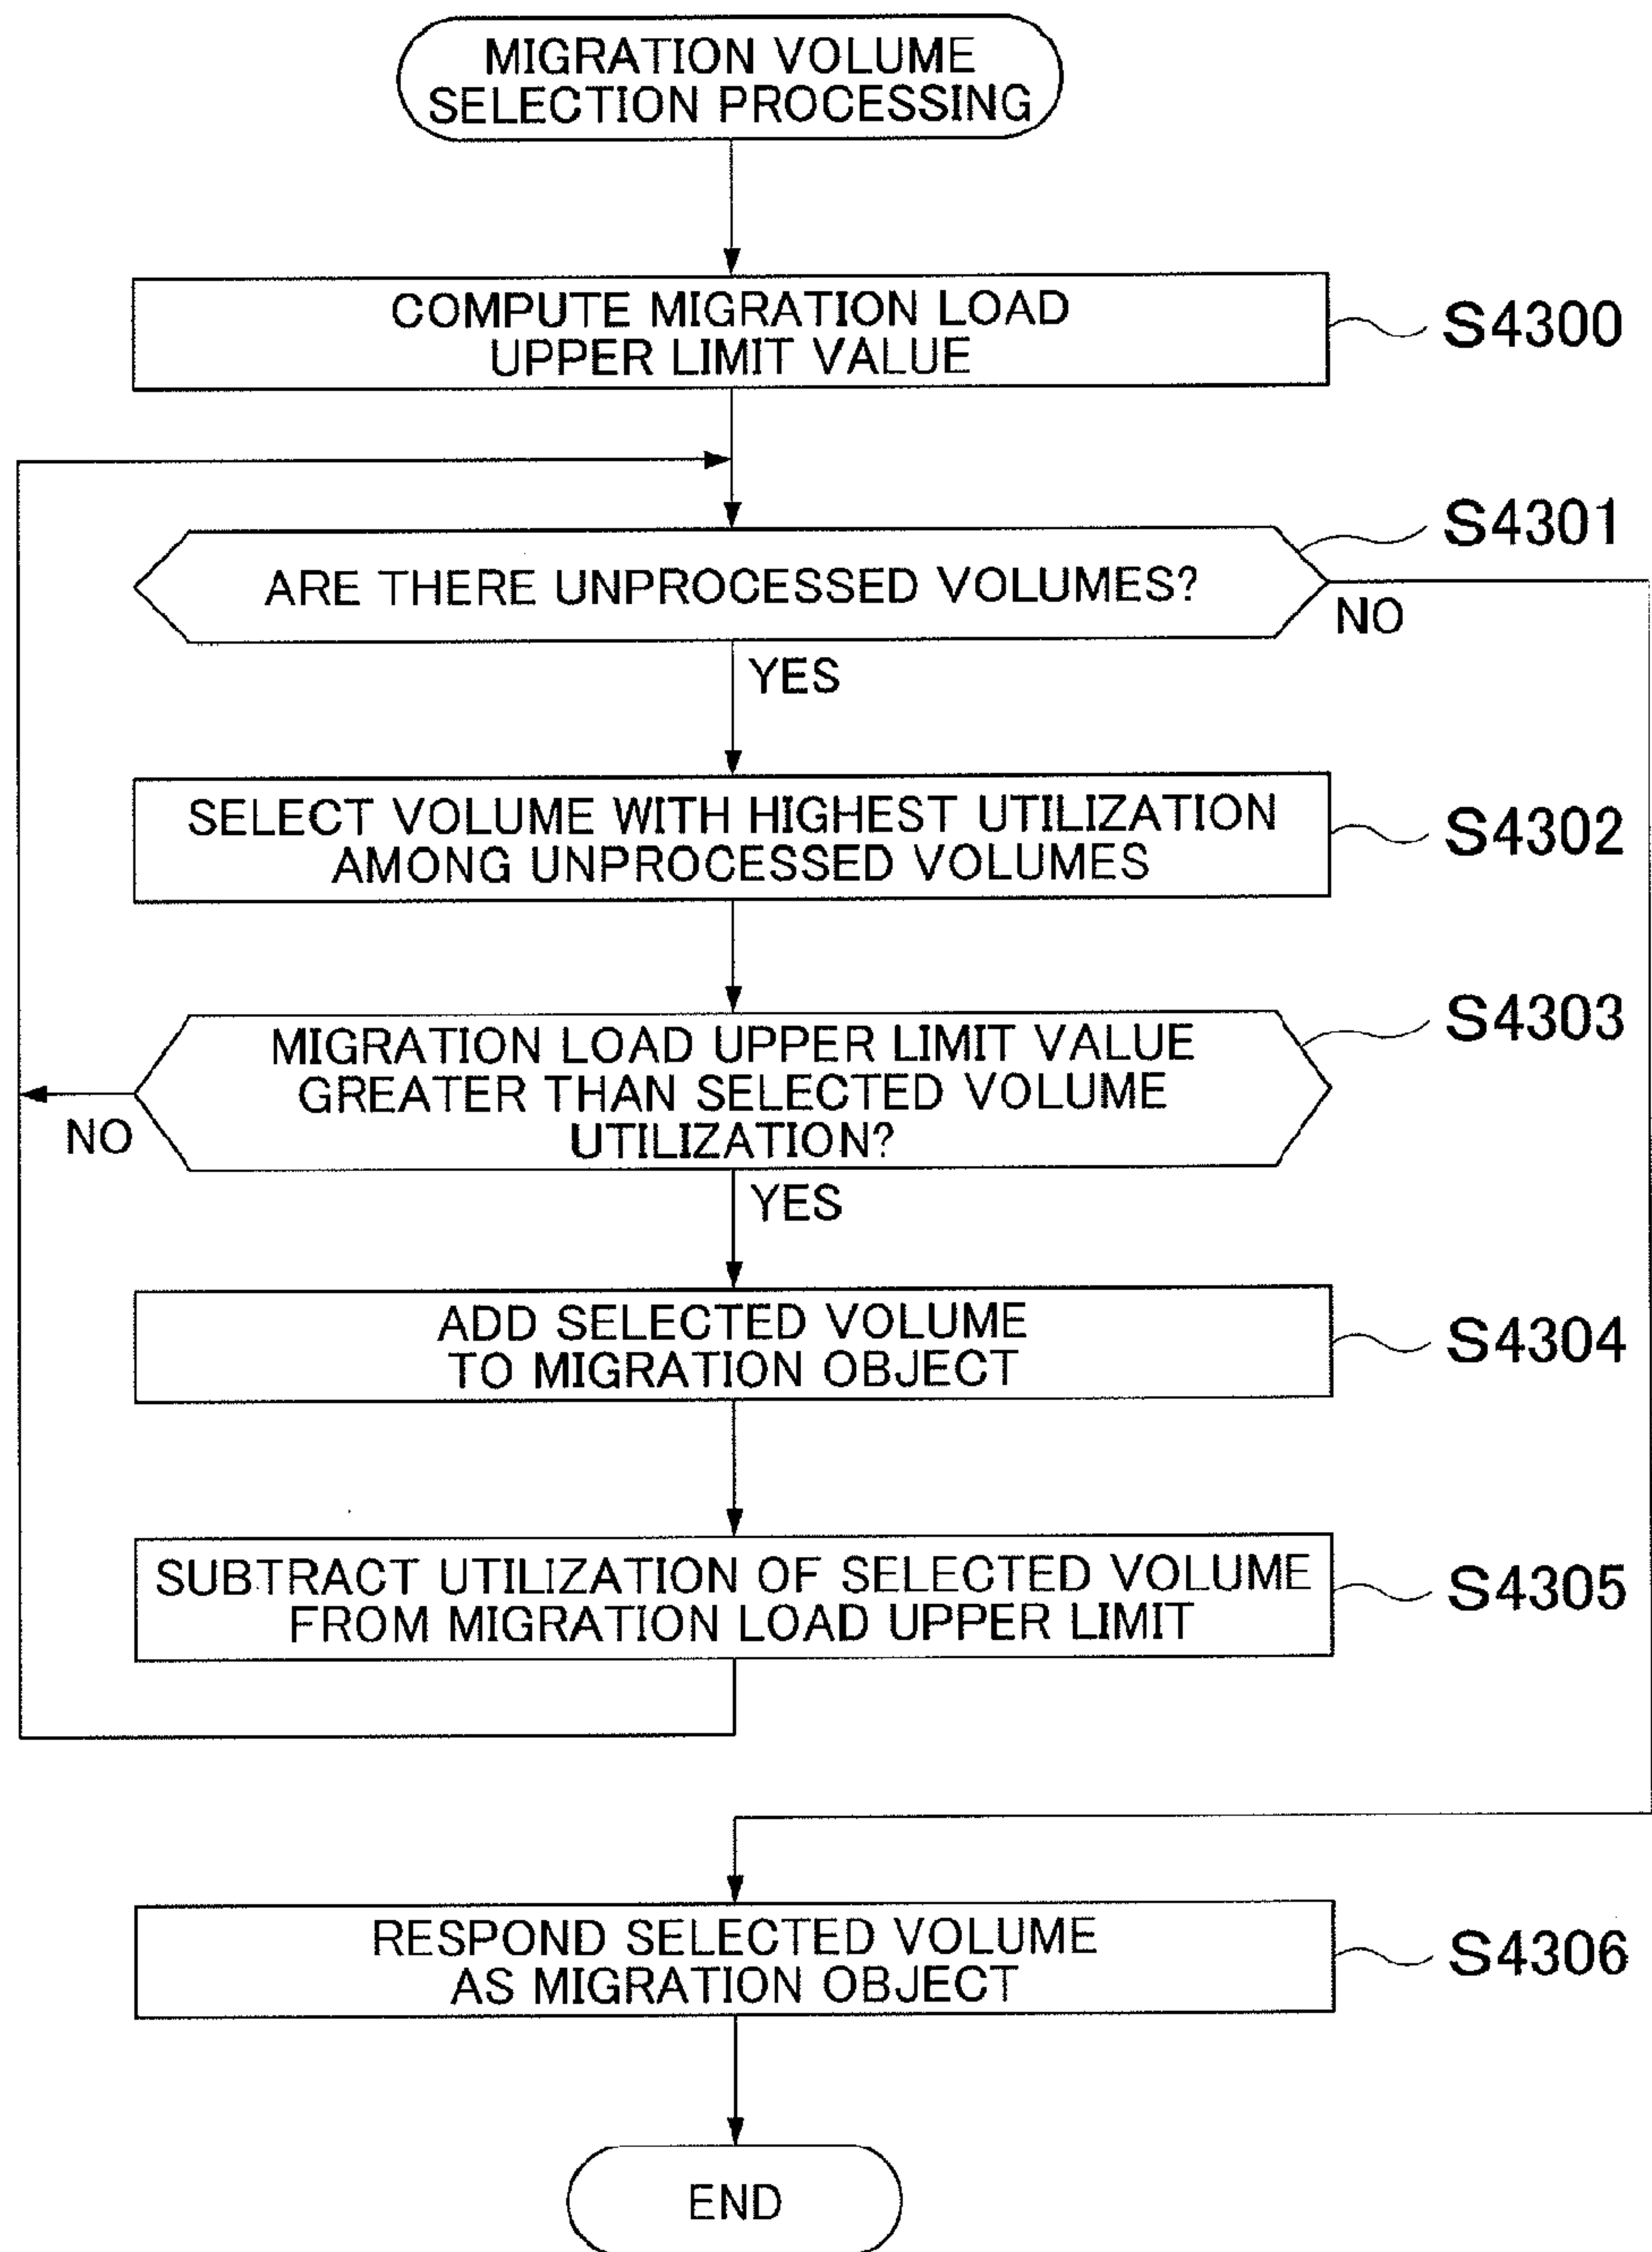 MIGRATION VOLUME
SELECTION PROCESSING
COMPUTE MIGRATION LOAD
UPPER LIMIT VALUE
S4300
S4301
ARE THERE UNPROCESSED VOLUMES?
NO
YES
SELECT VOLUME WITH HIGHEST UTILIZATION
AMONG UNPROCESSED VOLUMES
S4302
S4303
MIGRATION LOAD UPPER LIMIT VALUE
GREATER THAN SELECTED VOLUME
UTILIZATION?
NO
YES
ADD SELECTED VOLUME
TO MIGRATION OBJECT
S4304
SUBTRACT UTILIZATION OF SELECTED VOLUME
FROM MIGRATION LOAD UPPER LIMIT
S4305
RESPOND SELECTED VOLUME
AS MIGRATION OBJECT
S4306
END